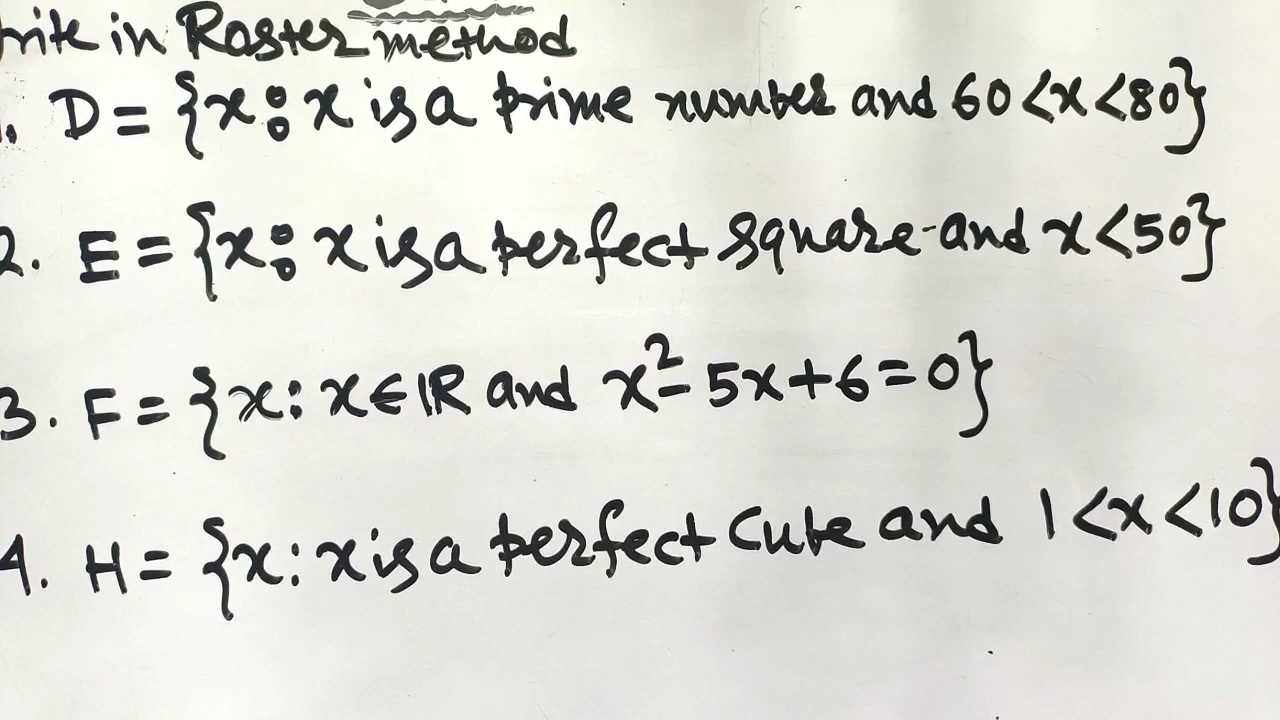 rite in Roster method
1. D = {x : x is a prime number and 60 < x < 80}
2. E = {x : x is a perfect square and x < 50}
3. F = {x : x ∈ ℝ and x² - 5x + 6 = 0}
4. H = {x : x is a perfect cube and 1 < x < 10}